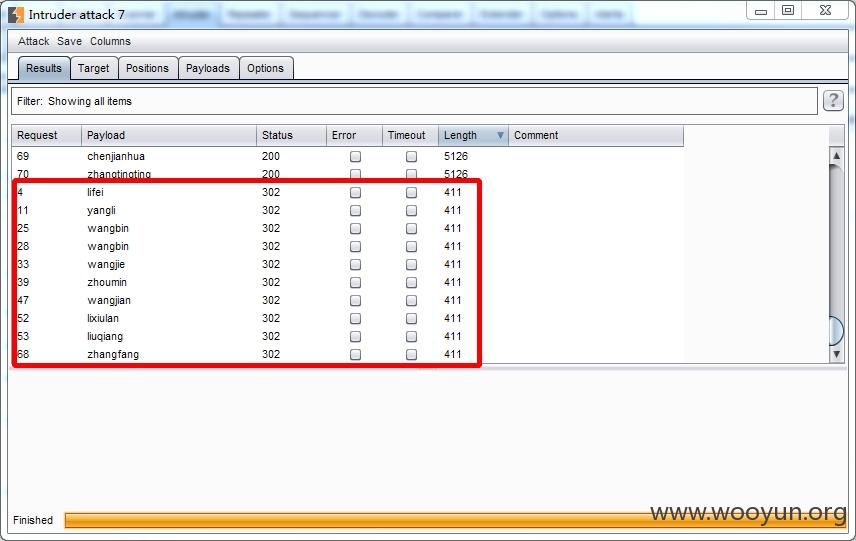 Intruder attack 7
Attack Save Columns
Results Target Positions Payloads Options
Filter: Showing all items
?
Request Payload Status Error Timeout Length Comment
69 chenjianhua 200 5126
70 zhangtingting 200 5126
4 lifei 302 411
11 yangli 302 411
25 wangbin 302 411
28 wangbin 302 411
33 wangjie 302 411
39 zhoumin 302 411
47 wangjian 302 411
52 lixiulan 302 411
53 liuqiang 302 411
68 zhangfang 302 411
Finished
www.wooyun.org